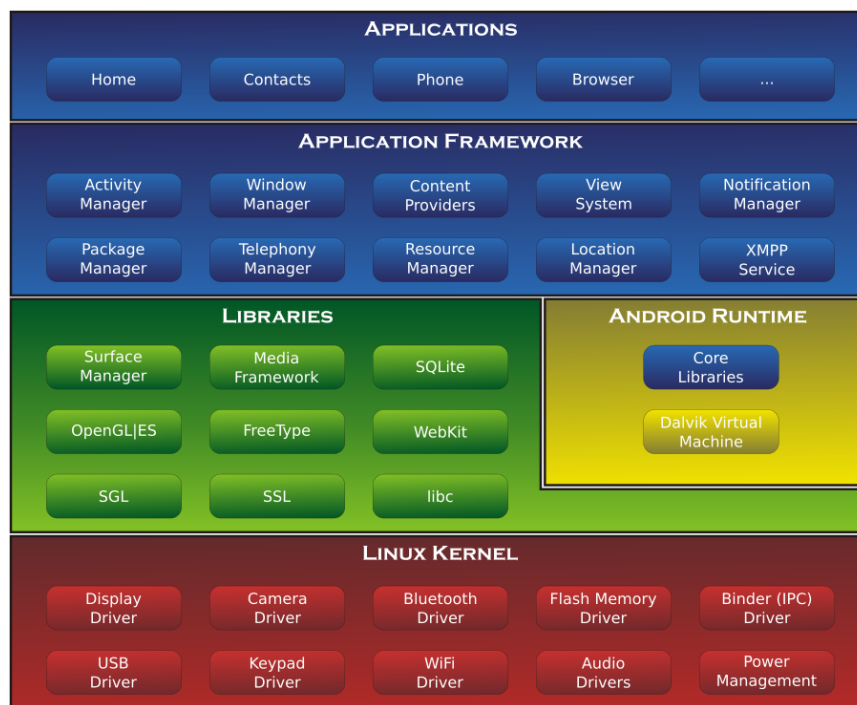 APPLICATIONS
Home
Contacts
Phone
Browser
...
APPLICATION FRAMEWORK
Activity
Manager
Window
Manager
Content
Providers
View
System
Notification
Manager
Package
Manager
Telephony
Manager
Resource
Manager
Location
Manager
XMPP
Service
LIBRARIES
Surface
Manager
Media
Framework
SQLite
OpenGL|ES
FreeType
WebKit
SGL
SSL
libc
ANDROID RUNTIME
Core
Libraries
Dalvik Virtual
Machine
LINUX KERNEL
Display
Driver
Camera
Driver
Bluetooth
Driver
Flash Memory
Driver
Binder (IPC)
Driver
USB
Driver
Keypad
Driver
WiFi
Driver
Audio
Drivers
Power
Management